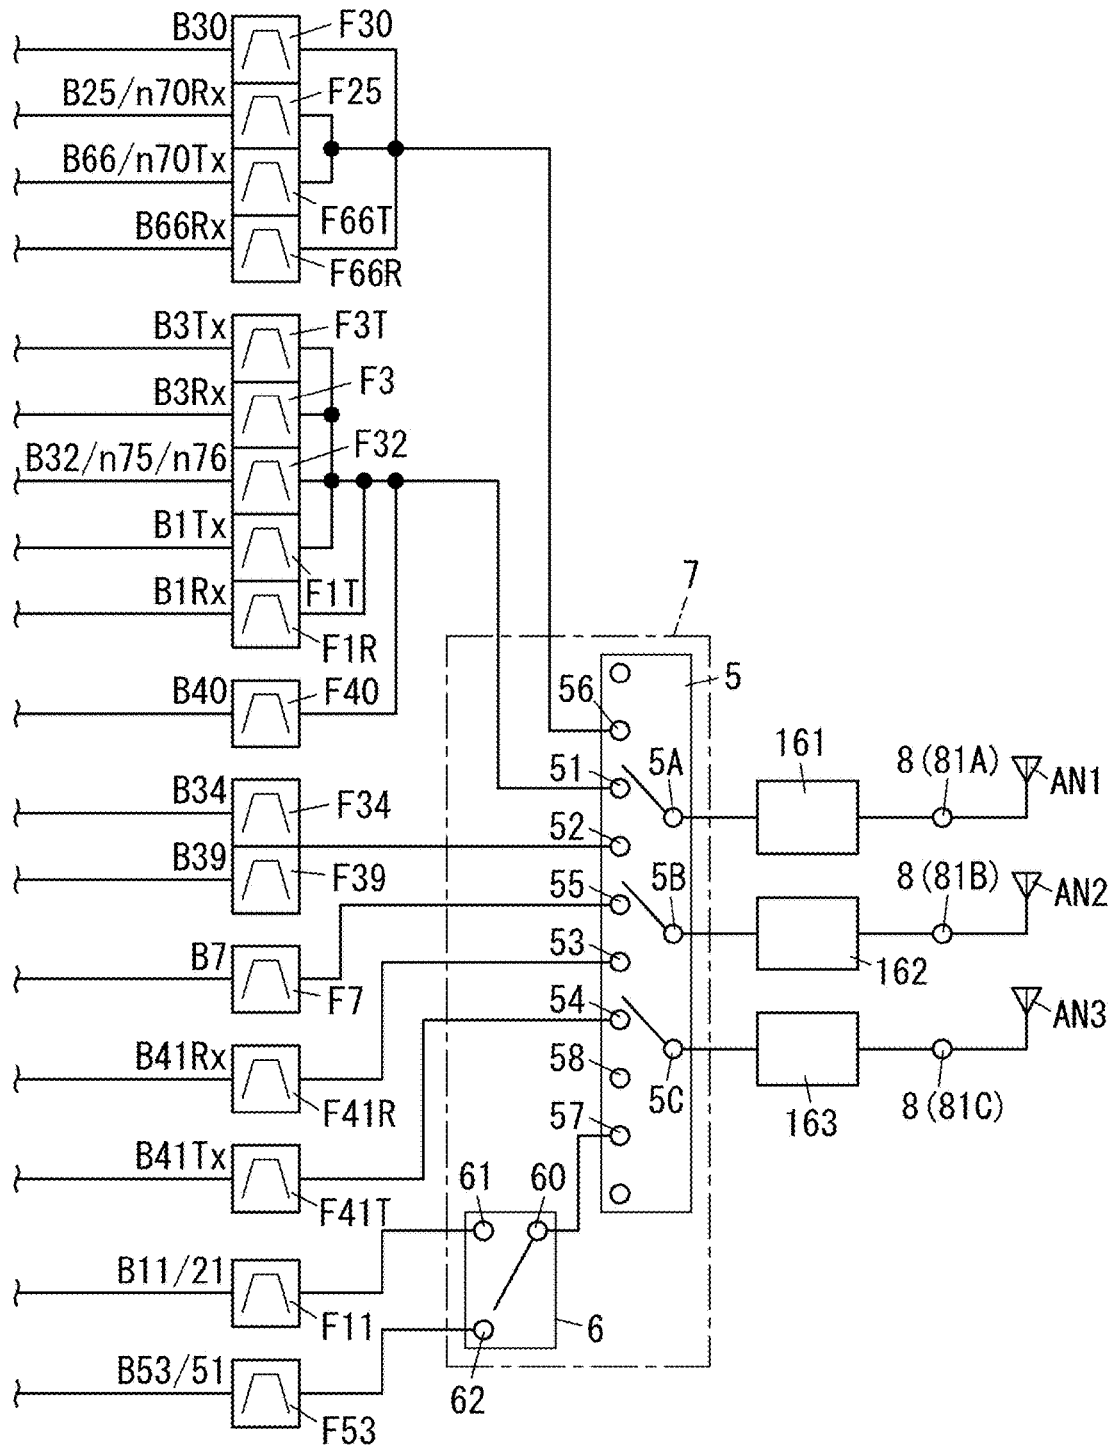 B30
F30
B25/n70Rx
F25
B66/n70Tx
F66T
B66Rx
F66R
B3Tx
F3T
B3Rx
F3
B32/n75/n76
F32
B1Tx
F1T
B1Rx
F1R
B40
F40
B34
F34
B39
F39
B7
F7
B41Rx
F41R
B41Tx
F41T
B11/21
F11
B53/51
F53
7
5
56
51
5A
52
55
5B
53
54
58
5C
57
61
60
6
62
161
8(81A)
AN1
162
8(81B)
AN2
163
8(81C)
AN3